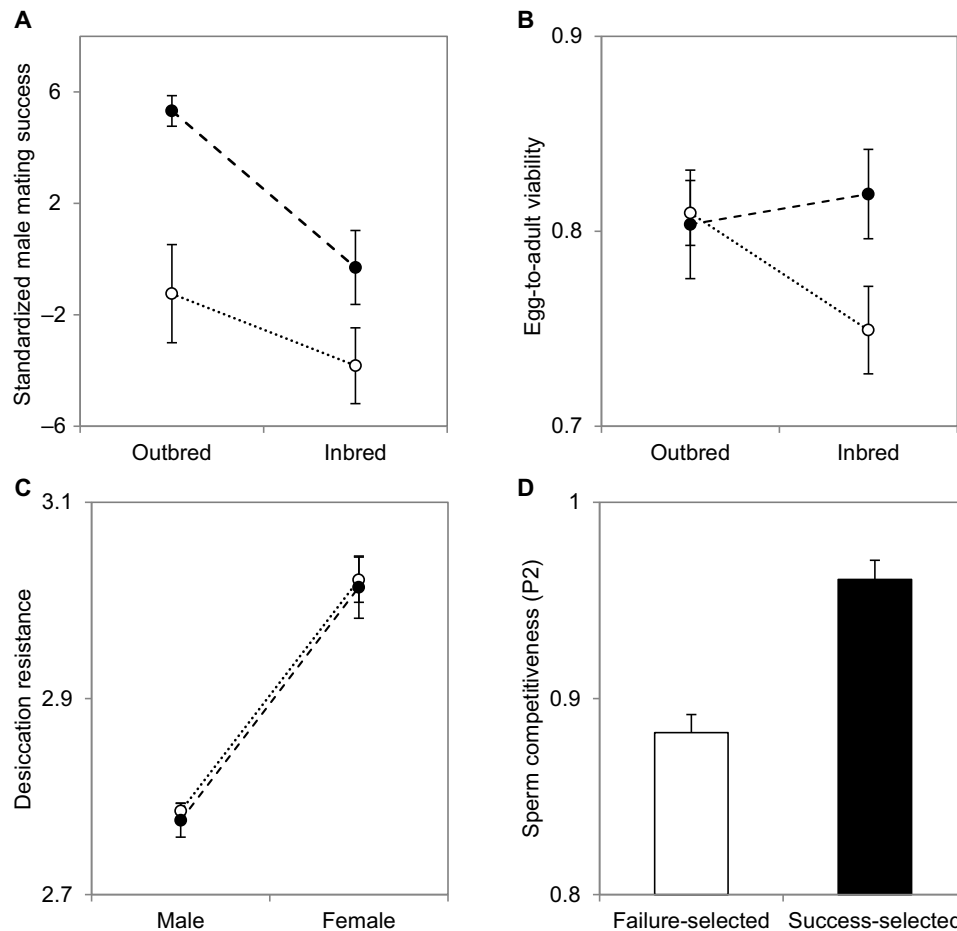 A
Standardized male mating success
6
2
–2
–6
Outbred Inbred
B
Egg-to-adult viability
0.9
0.8
0.7
Outbred Inbred
C
Desiccation resistance
3.1
2.9
2.7
Male Female
D
Sperm competitiveness (P2)
1
0.9
0.8
Failure-selected Success-selected